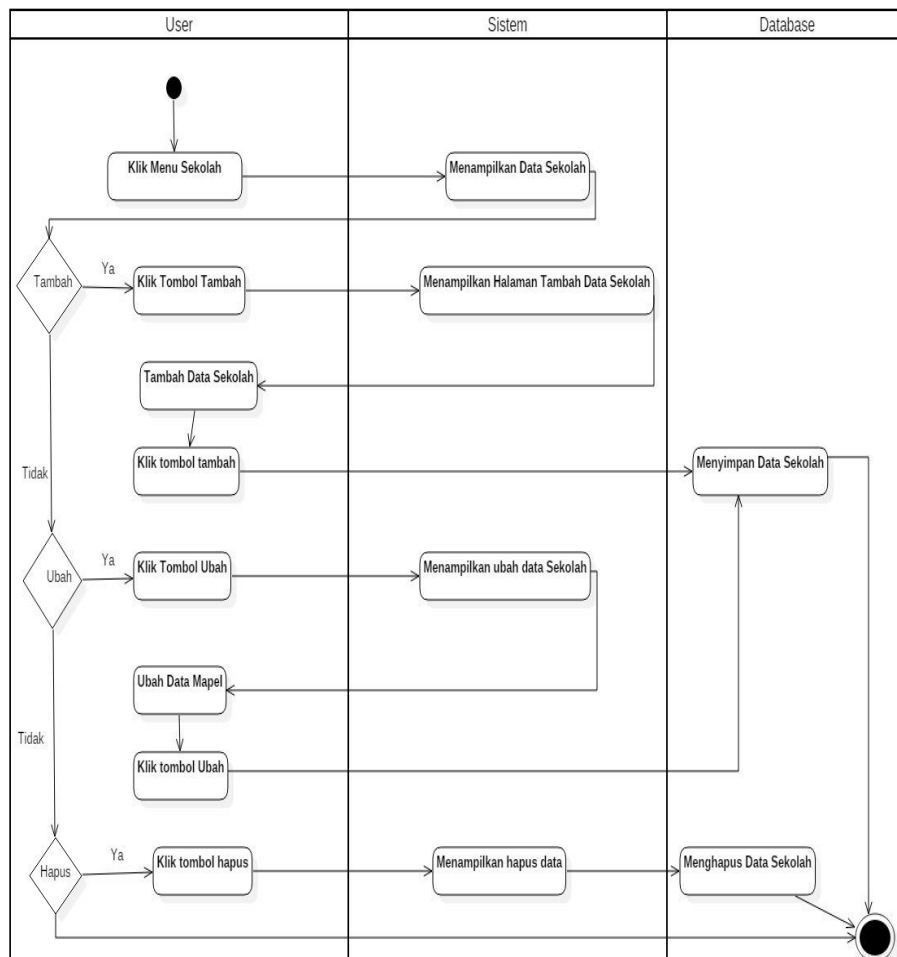 User
Sistem
Database
Klik Menu Sekolah
Menampilkan Data Sekolah
Tambah
Ya
Klik Tombol Tambah
Menampilkan Halaman Tambah Data Sekolah
Tambah Data Sekolah
Klik tombol tambah
Menyimpan Data Sekolah
Tidak
Ubah
Ya
Klik Tombol Ubah
Menampilkan ubah data Sekolah
Ubah Data Mapel
Klik tombol Ubah
Tidak
Hapus
Ya
Klik tombol hapus
Menampilkan hapus data
Menghapus Data Sekolah